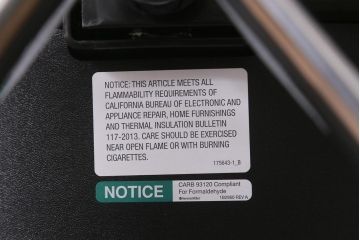 NOTICE: THIS ARTICLE MEETS ALL
FLAMMABILITY REQUIREMENTS OF
CALIFORNIA BUREAU OF ELECTRONIC AND
APPLIANCE REPAIR, HOME FURNISHINGS
AND THERMAL INSULATION BULLETIN
117-2013. CARE SHOULD BE EXERCISED
NEAR OPEN FLAME OR WITH BURNING
CIGARETTES.
175643-1_B
NOTICE
CARB 93120 Compliant
For Formaldehyde
REV A